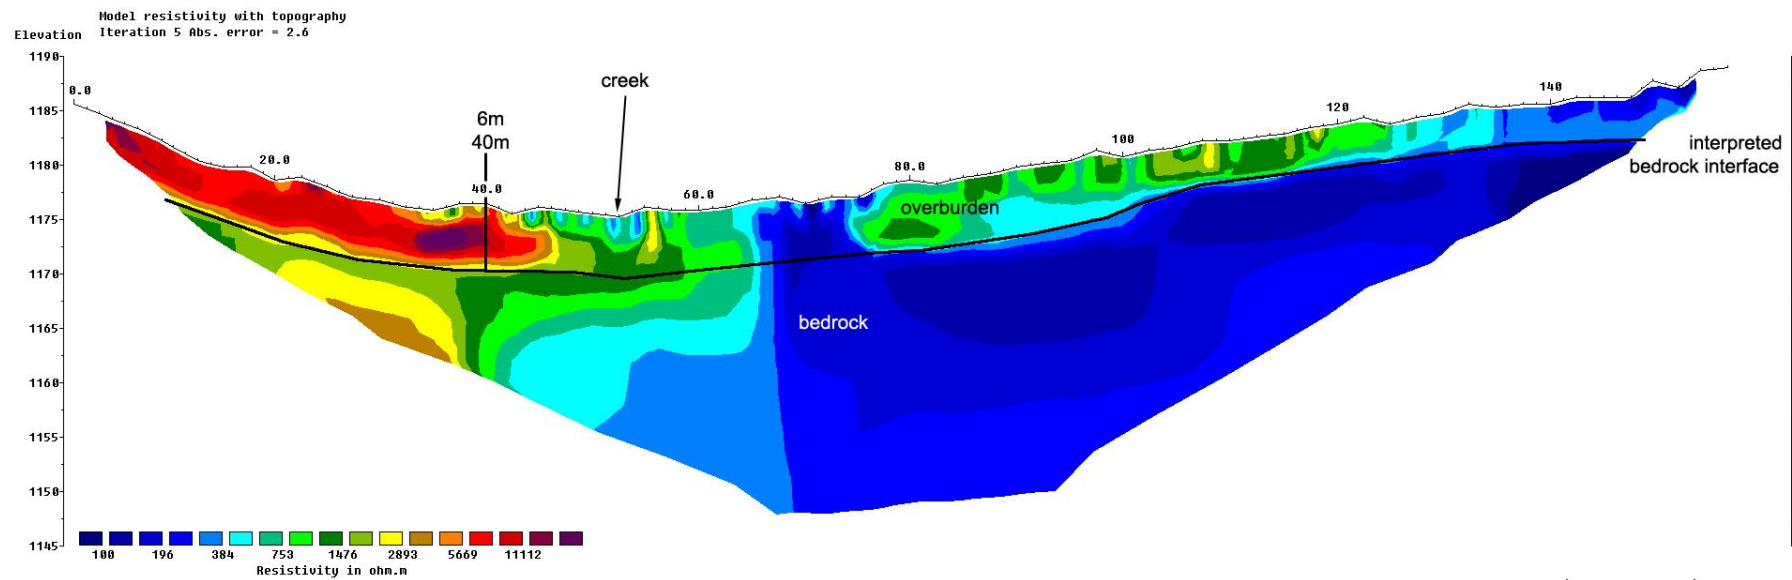 Model resistivity with topography
Elevation Iteration 5 Abs. error = 2.6
1190
0.0
creek
140
1185
120
6m
40m
100
interpreted
bedrock interface
1180
20.0
80.0
40.0
60.0
overburden
1175
1170
bedrock
1165
1160
1155
1150
1145
100 196 384 753 1476 2893 5669 11112
Resistivity in ohm.m